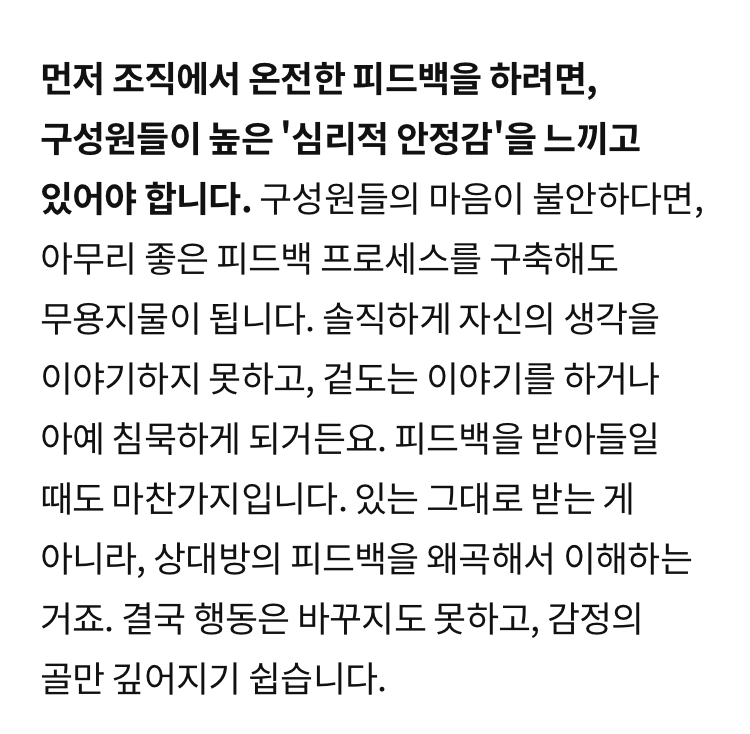 먼저 조직에서 온전한 피드백을 하려면,
구성원들이 높은 '심리적 안정감'을 느끼고
있어야 합니다. 구성원들의 마음이 불안하다면,
아무리 좋은 피드백 프로세스를 구축해도
무용지물이 됩니다. 솔직하게 자신의 생각을
이야기하지 못하고, 겉도는 이야기를 하거나
아예 침묵하게 되거든요. 피드백을 받아들일
때도 마찬가지입니다. 있는 그대로 받는 게
아니라, 상대방의 피드백을 왜곡해서 이해하는
거죠. 결국 행동은 바꾸지도 못하고, 감정의
골만 깊어지기 쉽습니다.